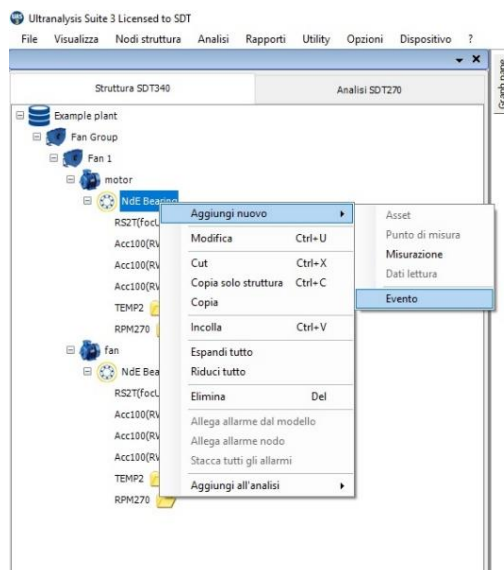 Ultranalysis Suite 3 Licensed to SDT
File Visualizza Nodi struttura Analisi Rapporti Utility Opzioni Dispositivo ?
Struttura SDT340 Analisi SDT270
Graph pane
Example plant
Fan Group
Fan 1
motor
NdE Bearing
Aggiungi nuovo
Asset
RS2T(focU
Punto di misura
Acc100(RV
Modifica Ctrl+U
Misurazione
Acc100(RV
Cut Ctrl+X
Dati lettura
Acc100(RV
Copia solo struttura Ctrl+C
Evento
TEMP2
Copia
RPM270
Incolla Ctrl+V
fan
Espandi tutto
NdE Bea
Riduci tutto
RS2T(focU
Elimina Del
Acc100(RV
Allega allarme dal modello
Acc100(RV
Allega allarme nodo
Acc100(RV
Stacca tutti gli allarmi
TEMP2
Aggiungi all'analisi
RPM270